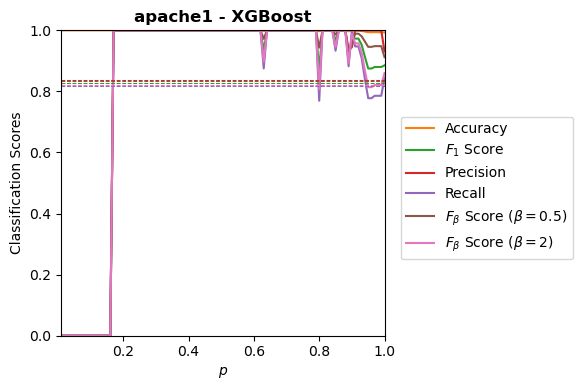 apache1 - XGBoost
Classification Scores
1.0
0.8
0.6
0.4
0.2
0.0
0.2 0.4 0.6 0.8 1.0
p
Accuracy
F₁ Score
Precision
Recall
Fᵦ Score (β = 0.5)
Fᵦ Score (β = 2)